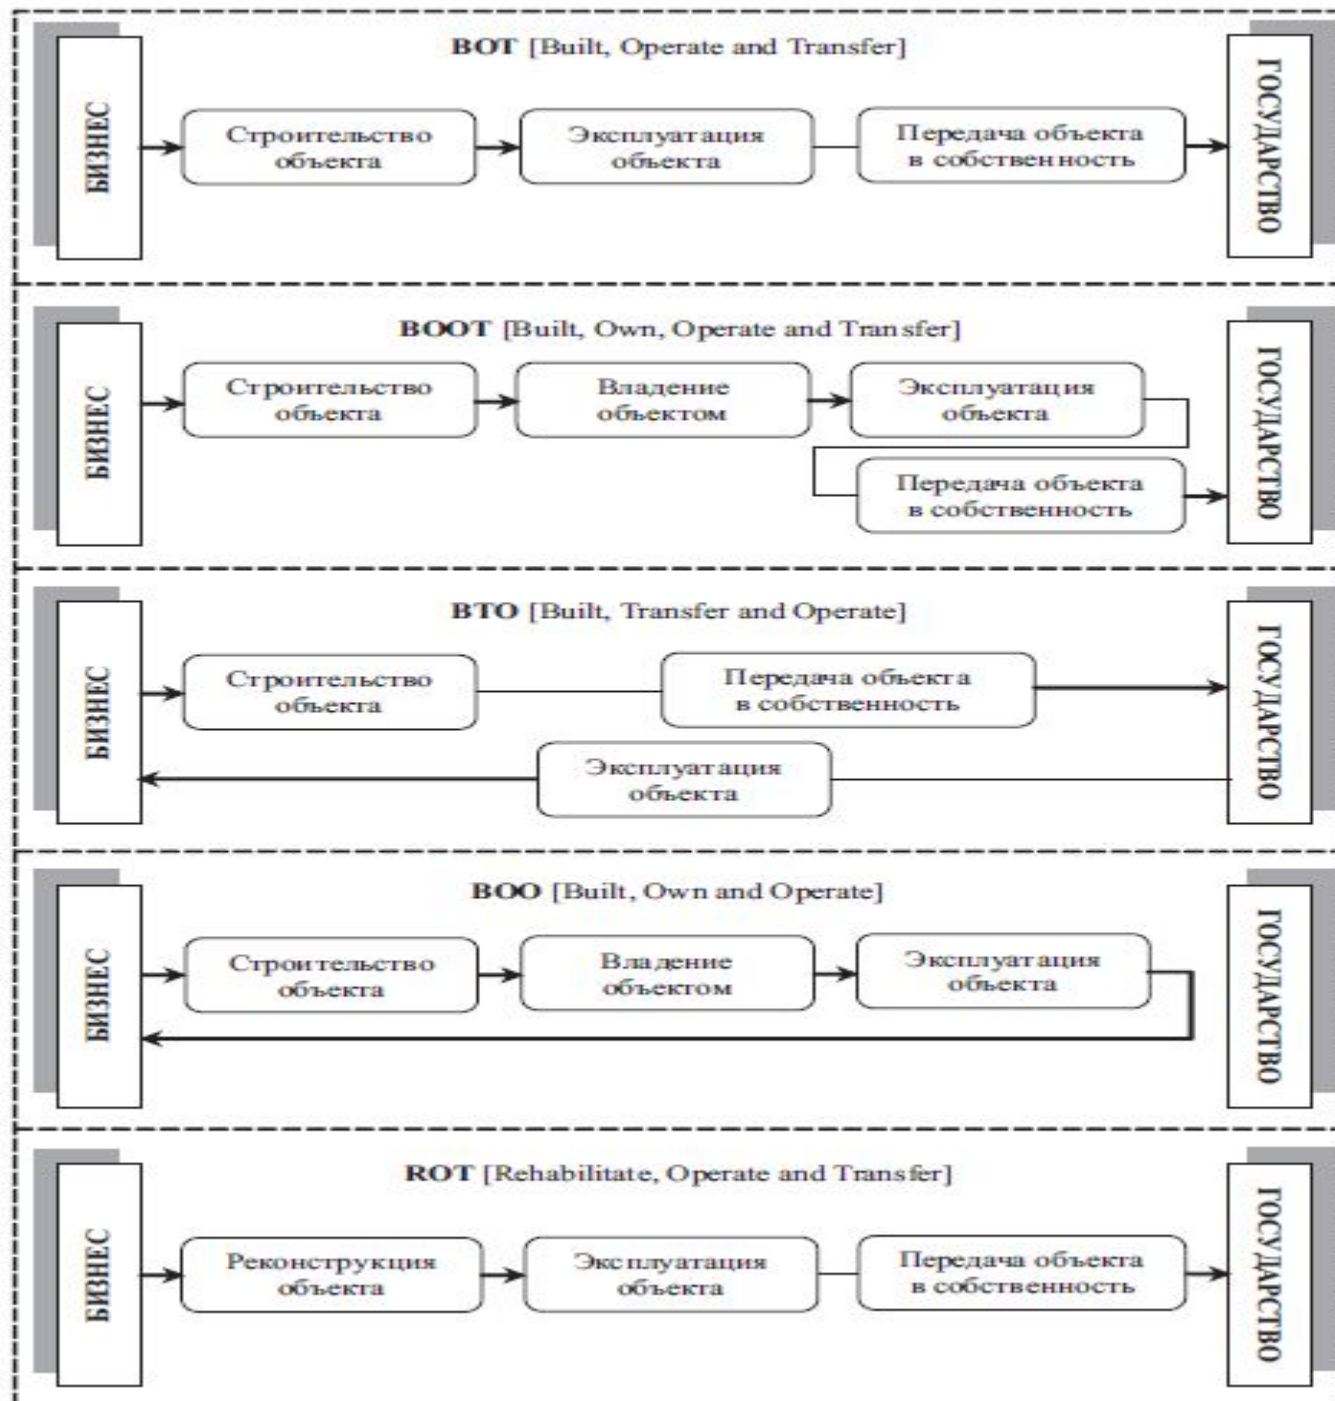 BOT [Built, Operate and Transfer]
БИЗНЕС
Строительство
объекта
Эксплуатация
объекта
Передача объекта
в собственность
ГОСУДАРСТВО
BOOT [Built, Own, Operate and Transfer]
БИЗНЕС
Строительство
объекта
Владение
объектом
Эксплуатация
объекта
Передача объекта
в собственность
ГОСУДАРСТВО
BTO [Built, Transfer and Operate]
БИЗНЕС
Строительство
объекта
Передача объекта
в собственность
Эксплуатация
объекта
ГОСУДАРСТВО
BOO [Built, Own and Operate]
БИЗНЕС
Строительство
объекта
Владение
объектом
Эксплуатация
объекта
ГОСУДАРСТВО
ROT [Rehabilitate, Operate and Transfer]
БИЗНЕС
Реконструкция
объекта
Эксплуатация
объекта
Передача объекта
в собственность
ГОСУДАРСТВО